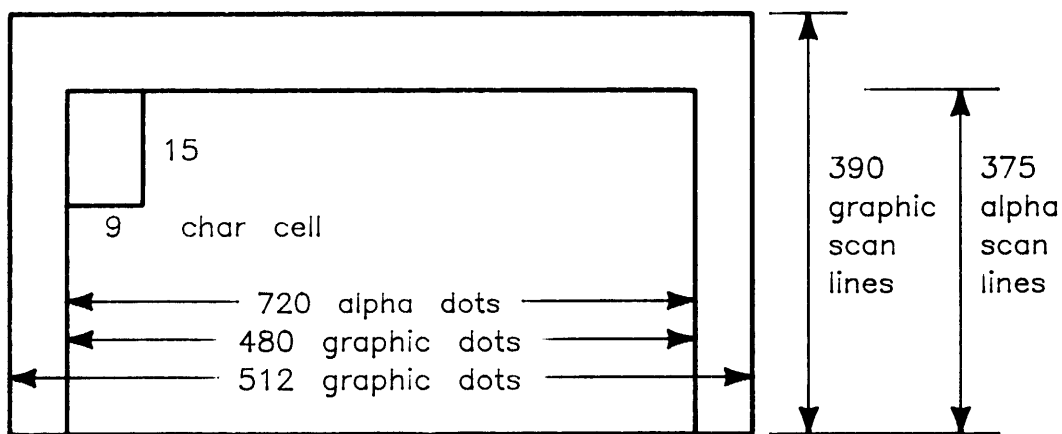 15
9 char cell
720 alpha dots
480 graphic dots
512 graphic dots
390
graphic
scan
lines
375
alpha
scan
lines